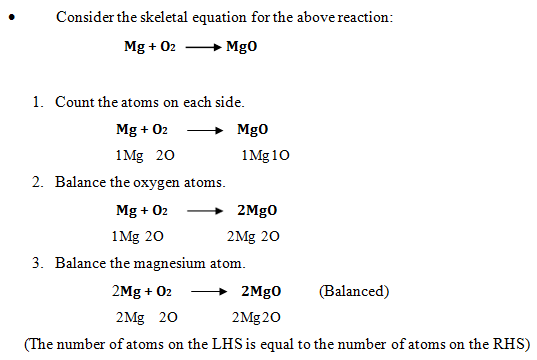 • Consider the skeletal equation for the above reaction:
Mg + O2 ⟶ MgO
1. Count the atoms on each side.
Mg + O2 ⟶ MgO
1Mg 2O 1Mg1O
2. Balance the oxygen atoms.
Mg + O2 ⟶ 2MgO
1Mg 2O 2Mg 2O
3. Balance the magnesium atom.
2Mg + O2 ⟶ 2MgO (Balanced)
2Mg 2O 2Mg2O
(The number of atoms on the LHS is equal to the number of atoms on the RHS)